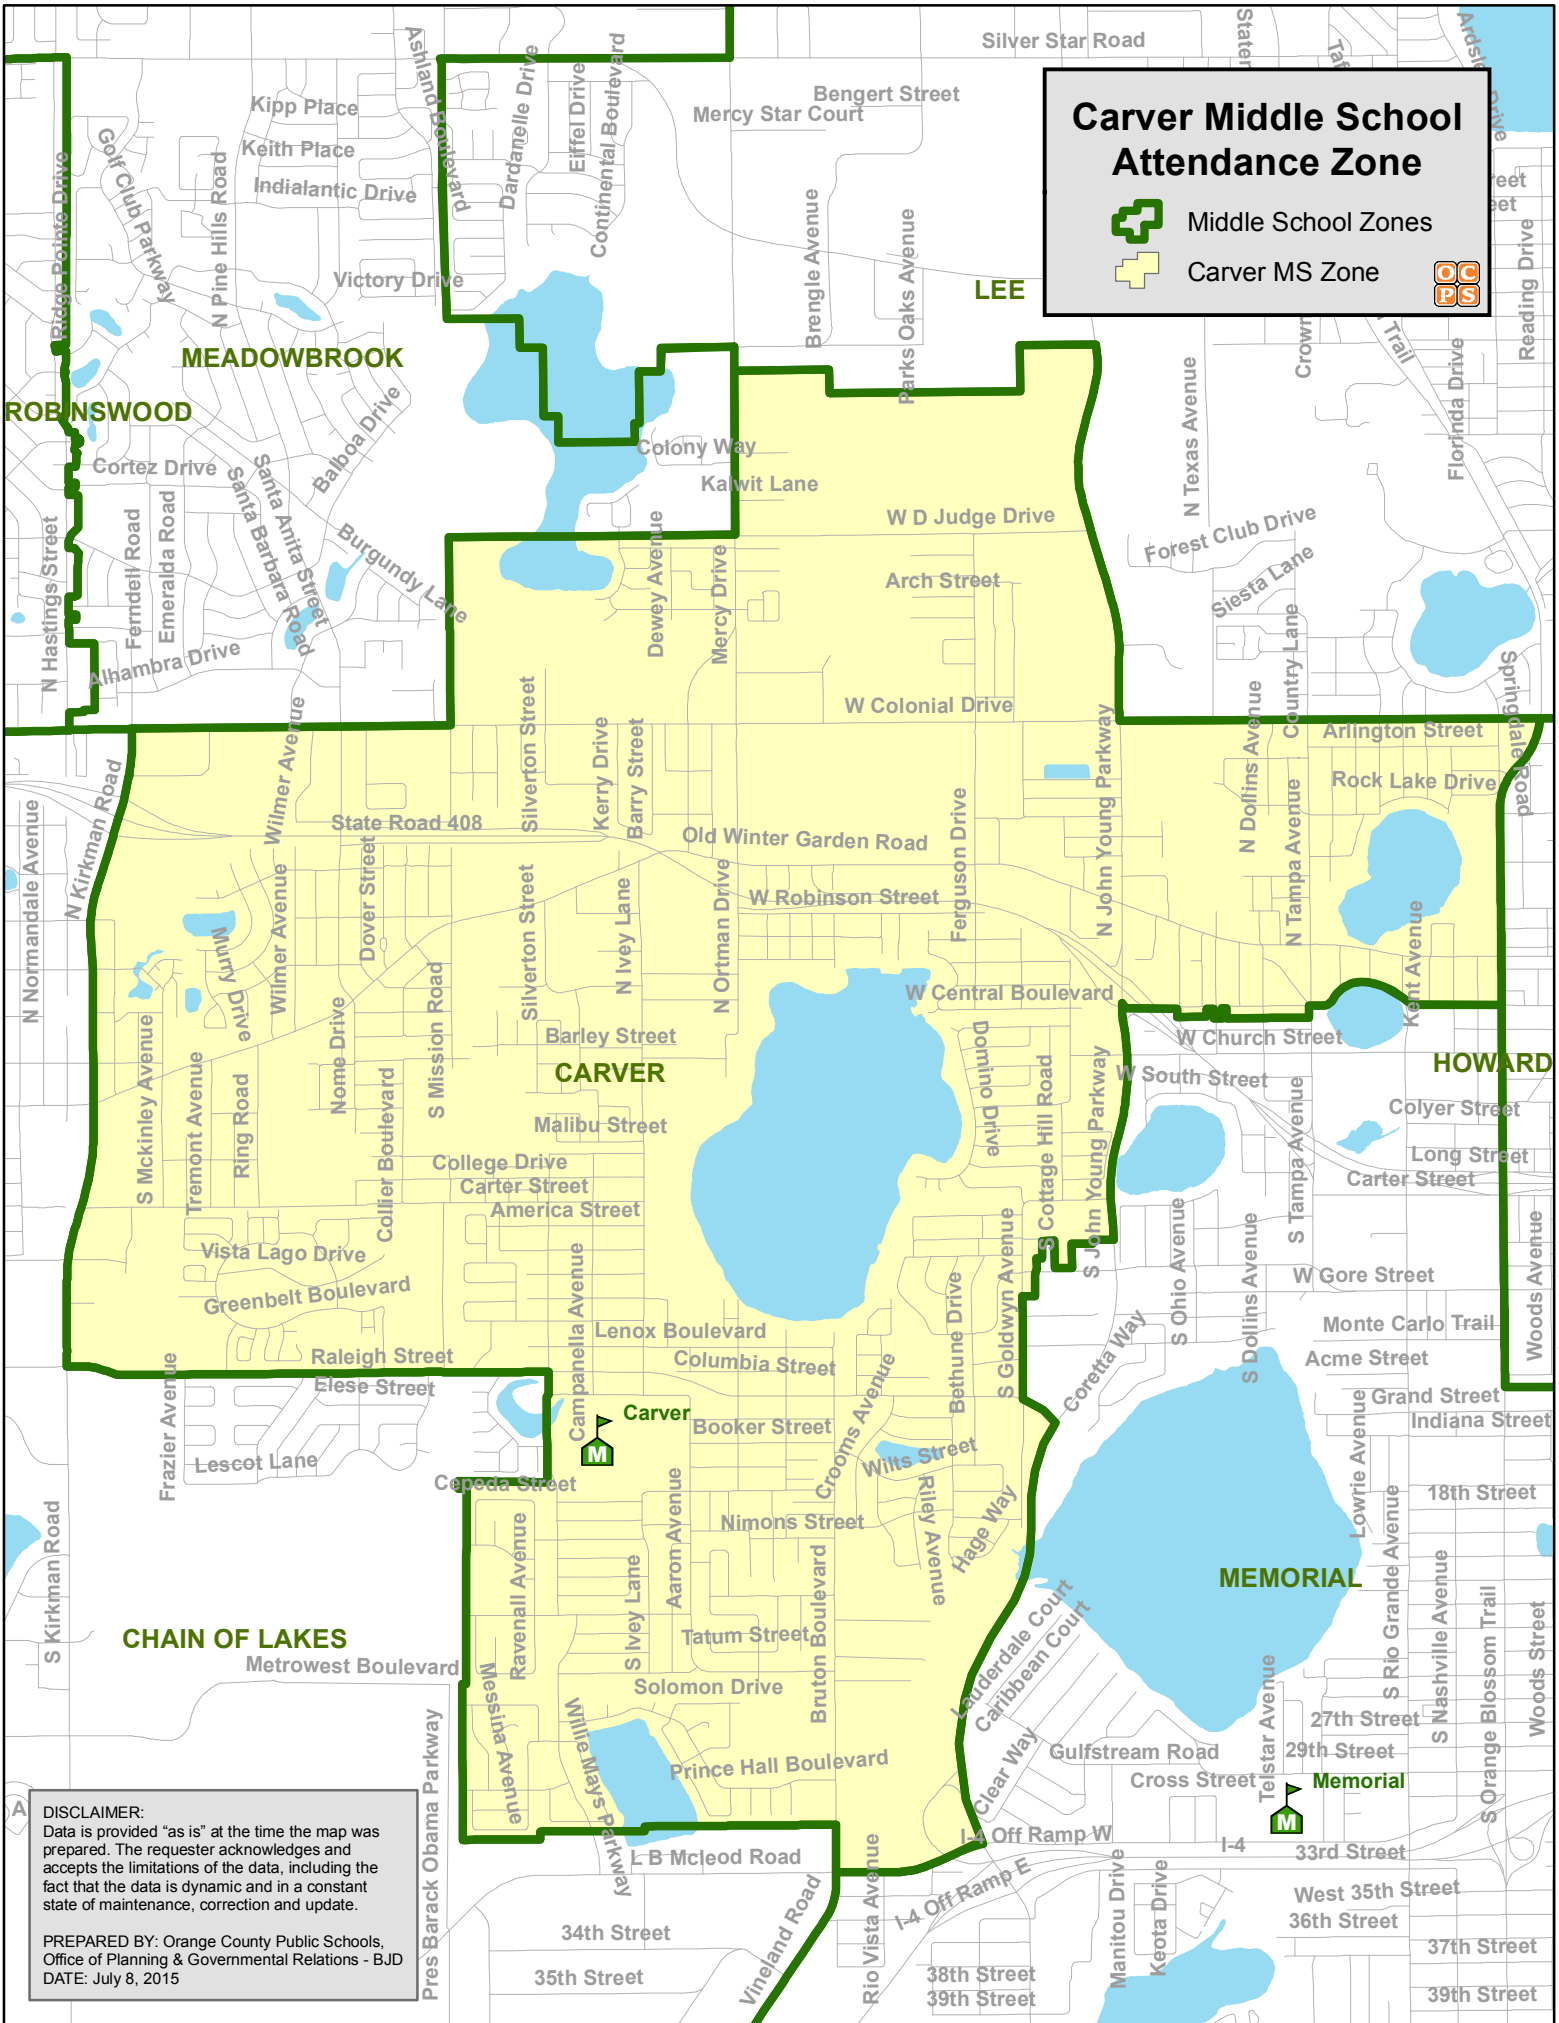 Silver Star Road
Carver Middle School
Attendance Zone
Middle School Zones
Carver MS Zone
OC
PS
Ashland Boulevard
Dardanelle Drive
Eiffel Drive
Continental Boulevard
Kipp Place
Keith Place
Indialantic Drive
Golf Club Parkway
N Pine Hills Road
Ridge Pointe Drive
Victory Drive
Bengert Street
Mercy Star Court
Brengle Avenue
Parks Oaks Avenue
LEE
Trail
Reading Drive
Florinda Drive
N Texas Avenue
MEADOWBROOK
ROBINSWOOD
Cortez Drive
Balboa Drive
Santa Anita Street
Santa Barbara Road
Burgundy Lane
N Hastings Street
Ferndell Road
Emeralda Road
Alhambra Drive
Colony Way
Kalwit Lane
W D Judge Drive
Arch Street
Dewey Avenue
Mercy Drive
Forest Club Drive
Siesta Lane
Country Lane
N Dollins Avenue
Springdale Road
W Colonial Drive
Arlington Street
Rock Lake Drive
N John Young Parkway
N Tampa Avenue
Kent Avenue
N Normandale Avenue
N Kirkman Road
Wilmer Avenue
Silverton Street
Kerry Drive
Barry Street
State Road 408
Old Winter Garden Road
W Robinson Street
Ferguson Drive
Dover Street
Wilmer Avenue
Murry Drive
Silverton Street
N Ivey Lane
N Ortman Drive
W Central Boulevard
Nome Drive
S Mission Road
Barley Street
CARVER
Malibu Street
S Mckinley Avenue
Tremont Avenue
Ring Road
Collier Boulevard
College Drive
Carter Street
America Street
Domino Drive
S Cottage Hill Road
S John Young Parkway
W Church Street
W South Street
HOWARD
Colyer Street
Long Street
Carter Street
S Tampa Avenue
Vista Lago Drive
Greenbelt Boulevard
Raleigh Street
Elese Street
Frazier Avenue
Lescot Lane
Cepeda Street
Campanella Avenue
Lenox Boulevard
Columbia Street
Carver
M
Booker Street
Crooms Avenue
Bethune Drive
S Goldwyn Avenue
Coretta Way
S Ohio Avenue
S Dollins Avenue
W Gore Street
Monte Carlo Trail
Acme Street
Grand Street
Indiana Street
Woods Avenue
Lowrie Avenue
18th Street
Wilts Street
Riley Avenue
Hage Way
Aaron Avenue
Nimons Street
Ravenall Avenue
S Ivey Lane
Tatum Street
Bruton Boulevard
Solomon Drive
MEMORIAL
S Rio Grande Avenue
S Nashville Avenue
S Orange Blossom Trail
Woods Street
S Kirkman Road
CHAIN OF LAKES
Metrowest Boulevard
Messina Avenue
Willie Mays Parkway
Prince Hall Boulevard
Lauderdale Court
Caribbean Court
Clear Way
Gulfstream Road
Cross Street
Telstar Avenue
27th Street
29th Street
Memorial
M
Pres Barack Obama Parkway
L B Mcleod Road
I-4 Off Ramp W
I-4
33rd Street
I-4 Off Ramp E
Manitou Drive
Keota Drive
West 35th Street
36th Street
37th Street
39th Street
34th Street
35th Street
Vineland Road
Rio Vista Avenue
38th Street
39th Street
A
DISCLAIMER:
Data is provided “as is” at the time the map was
prepared. The requester acknowledges and
accepts the limitations of the data, including the
fact that the data is dynamic and in a constant
state of maintenance, correction and update.
PREPARED BY: Orange County Public Schools,
Office of Planning & Governmental Relations - BJD
DATE: July 8, 2015